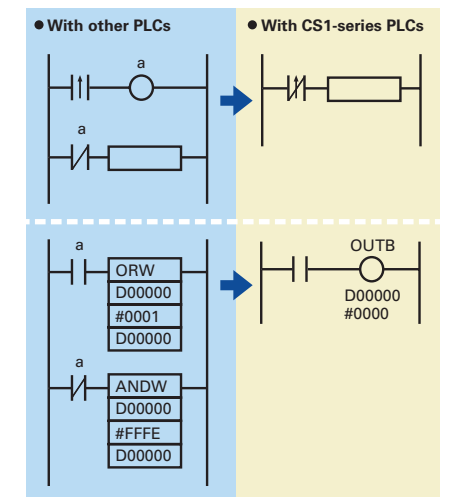 ● With other PLCs
a
a
● With CS1-series PLCs
a
ORW
D00000
#0001
D00000
a
ANDW
D00000
#FFFE
D00000
OUTB
D00000
#0000